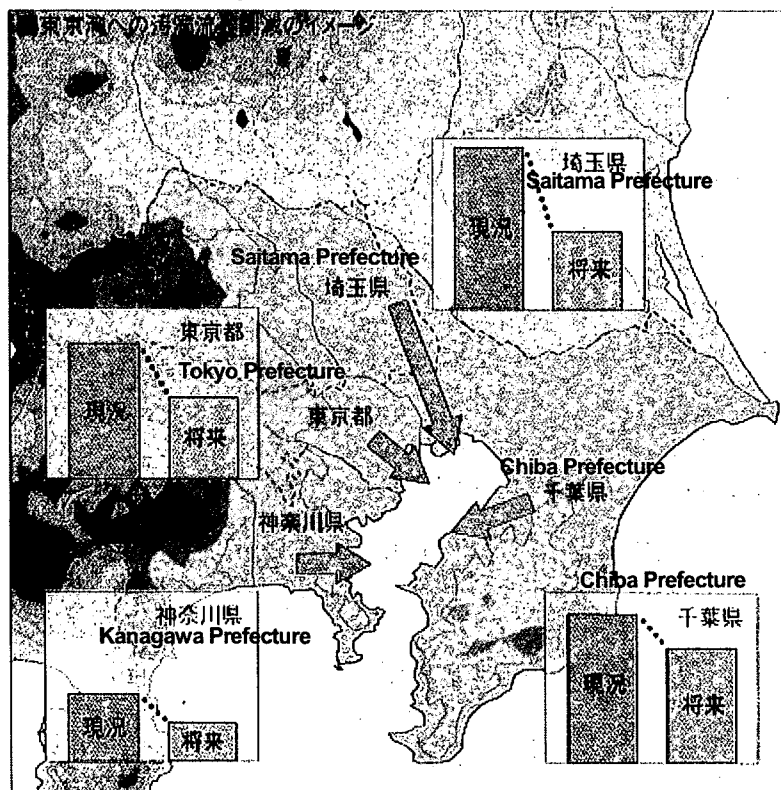 ■東京湾への汚濁流入削減のイメージ
埼玉県
Saitama Prefecture
現況
将来
Saitama Prefecture
埼玉県
東京都
Tokyo Prefecture
現況
将来
東京都
Chiba Prefecture
千葉県
神奈川県
Chiba Prefecture
千葉県
現況
将来
神奈川県
Kanagawa Prefecture
現況
将来